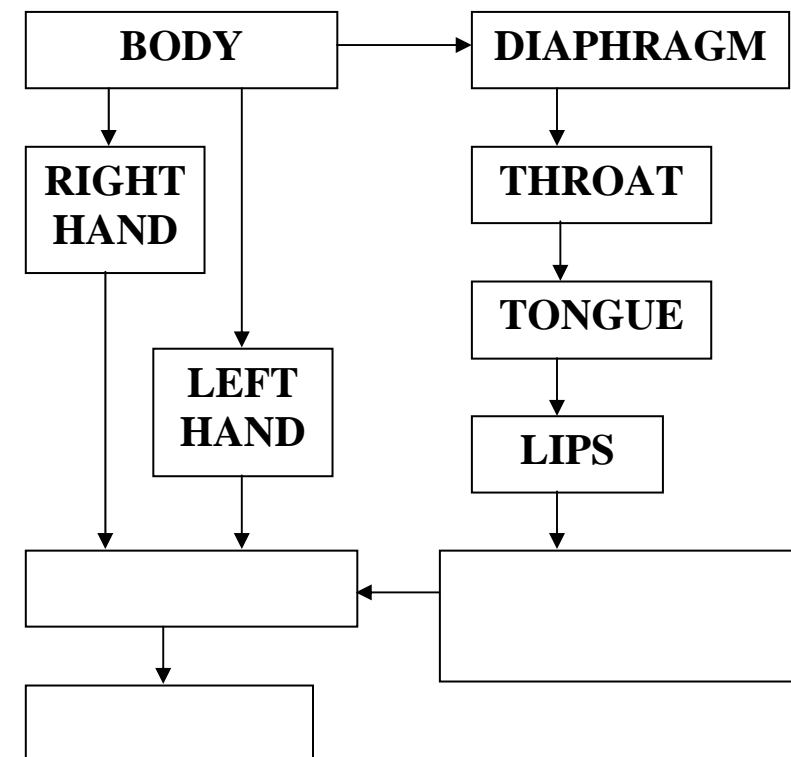 BODY
DIAPHRAGM
RIGHT
HAND
THROAT
TONGUE
LEFT
HAND
LIPS